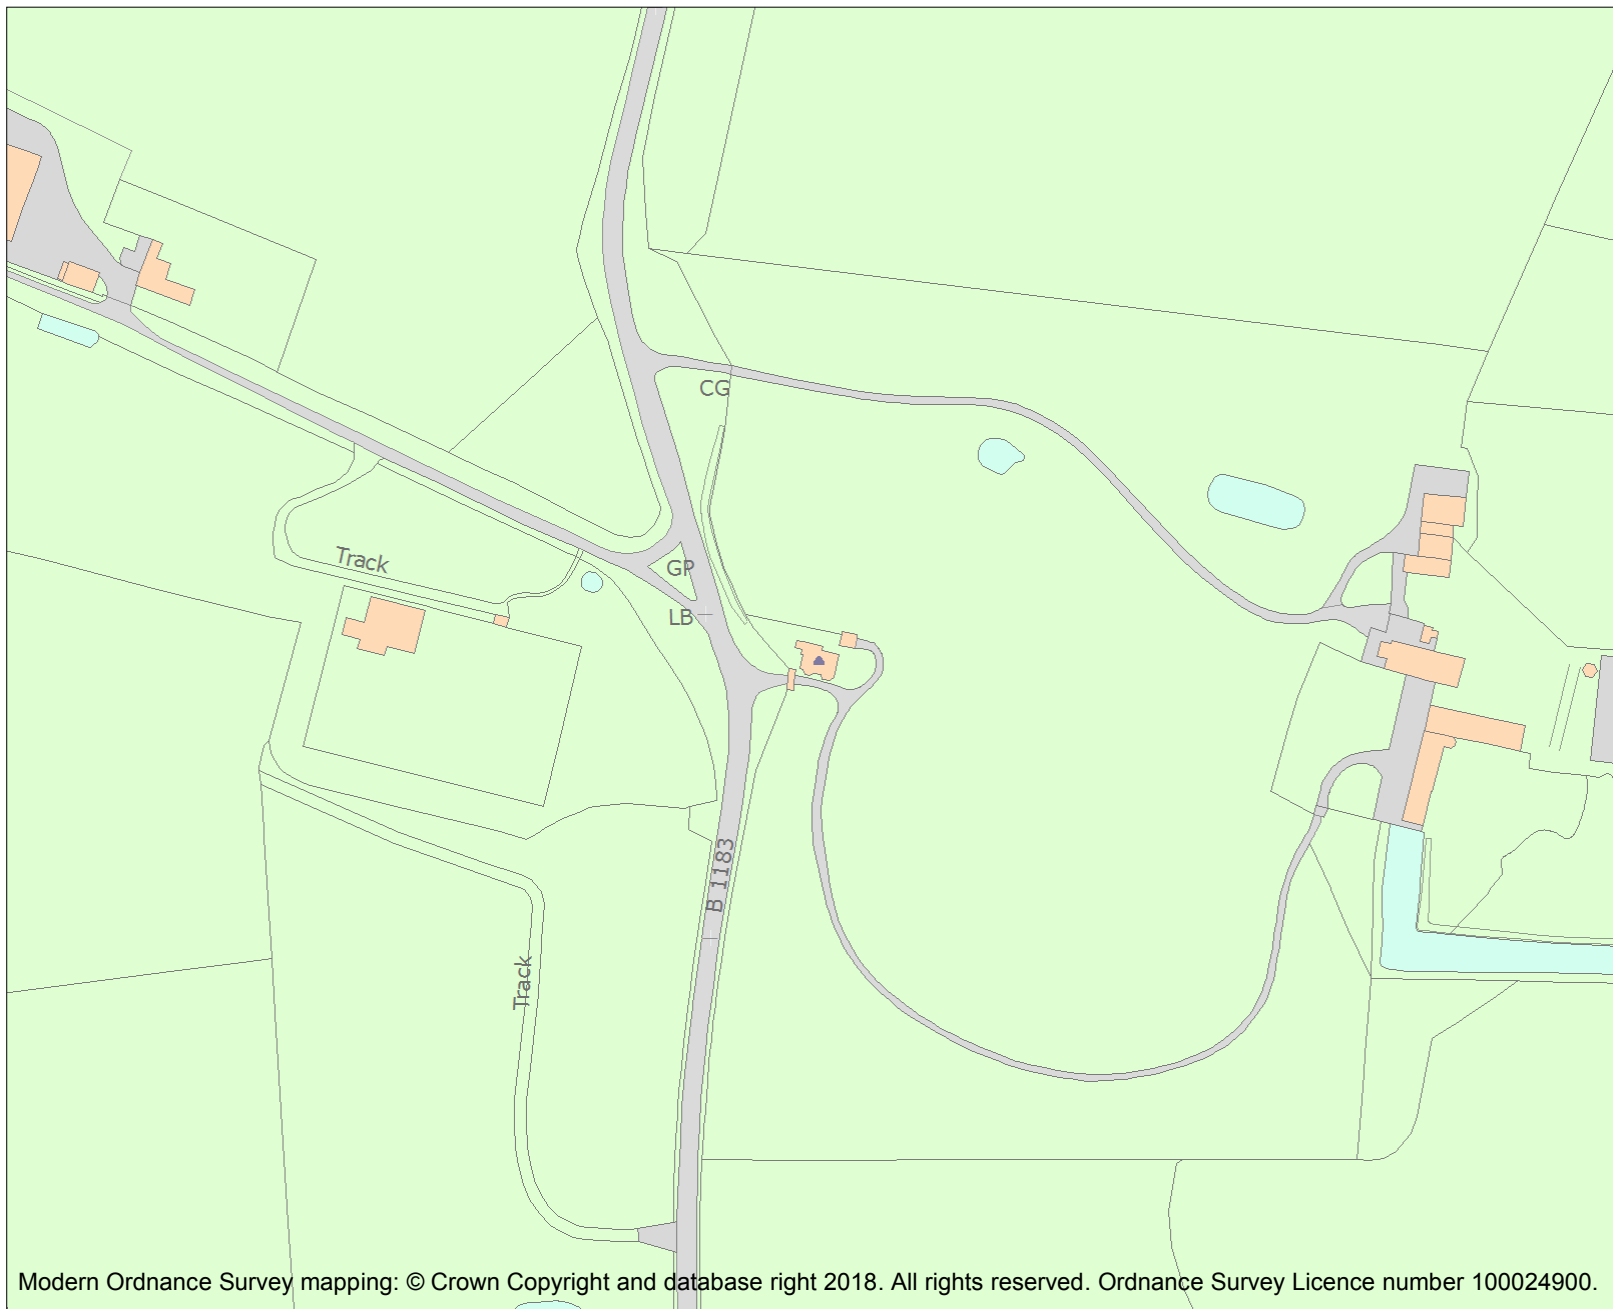 CG
Track
GP
LB
B 1183
Track
Modern Ordnance Survey mapping: © Crown Copyright and database right 2018. All rights reserved. Ordnance Survey Licence number 100024900.